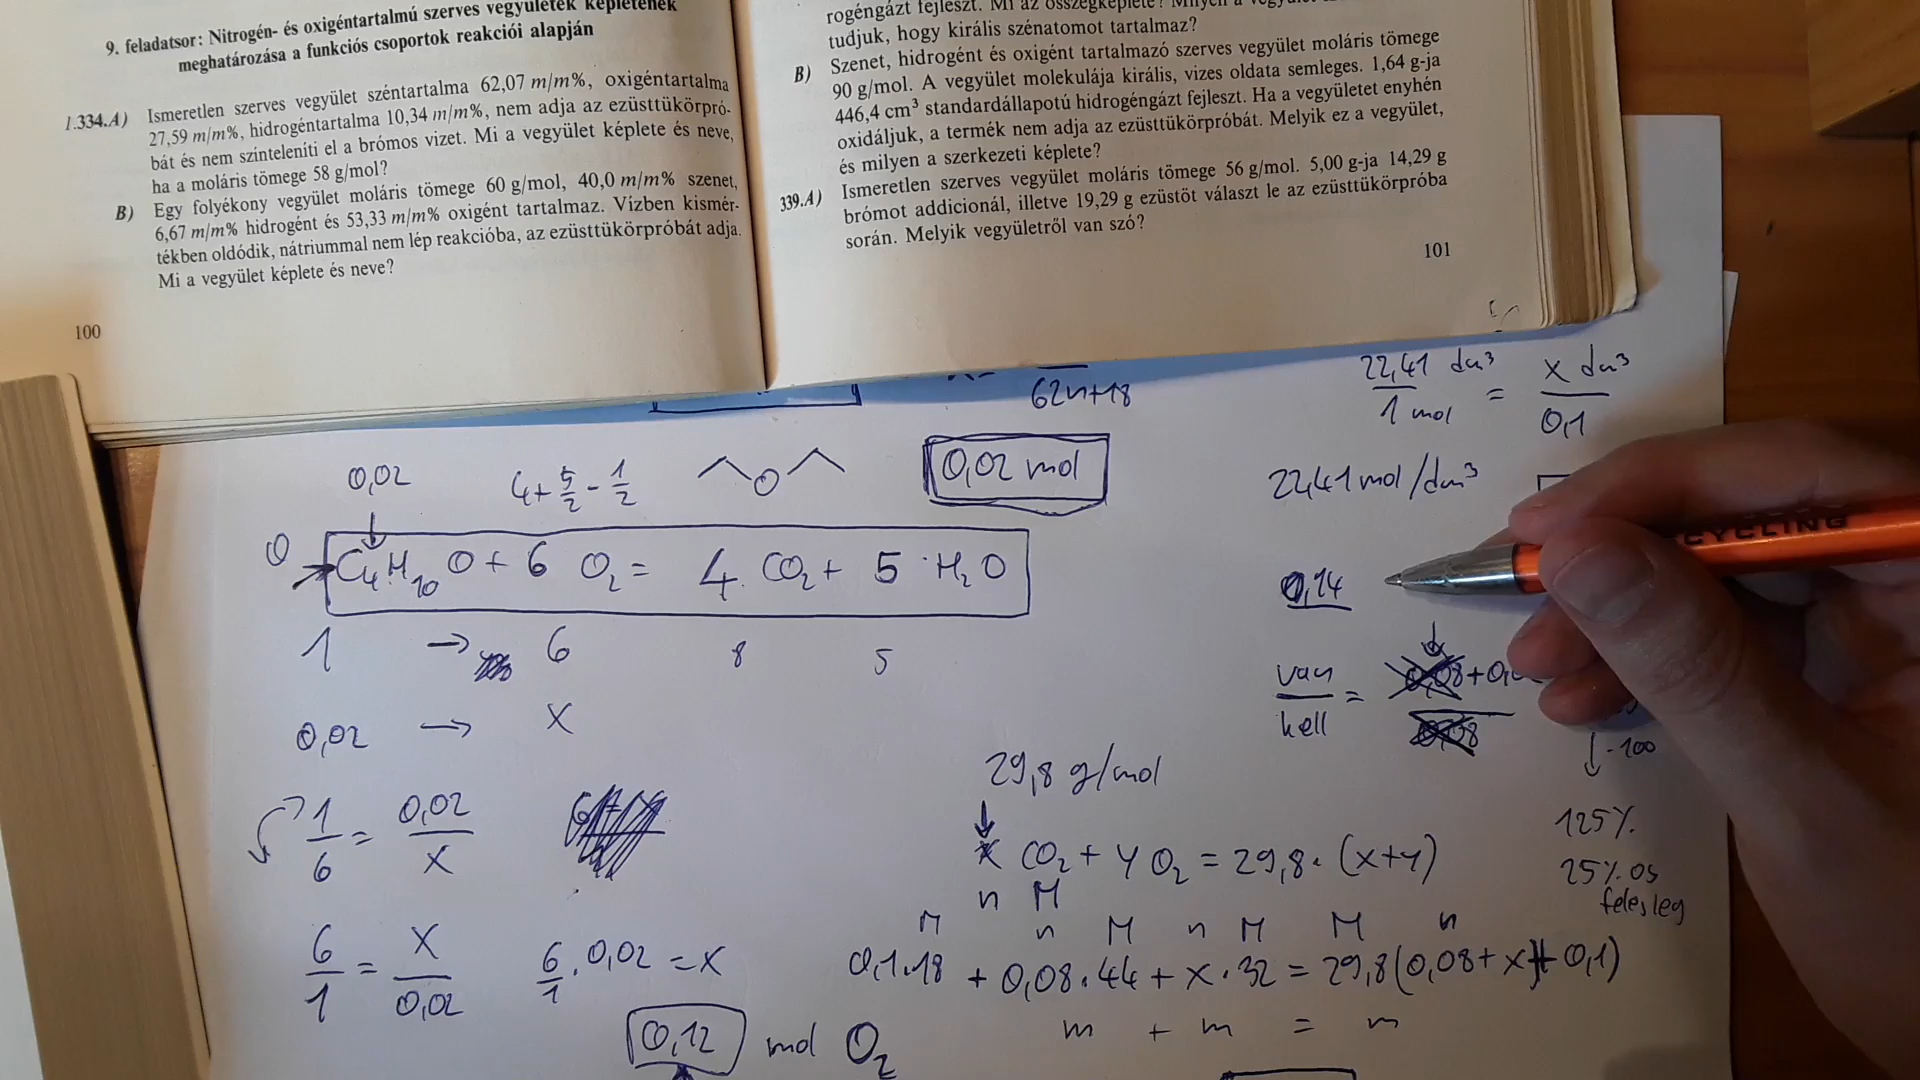 9. feladatsor: Nitrogén- és oxigéntartalmú szerves vegyületek képletének
meghatározása a funkciós csoportok reakciói alapján
1.334.A) Ismeretlen szerves vegyület széntartalma 62,07 m/m%, oxigéntartalma
27,59 m/m%, hidrogéntartalma 10,34 m/m%, nem adja az ezüsttükörpró-
bát és nem színteleníti el a brómos vizet. Mi a vegyület képlete és neve,
ha a moláris tömege 58 g/mol?
B) Egy folyékony vegyület moláris tömege 60 g/mol, 40,0 m/m% szenet,
6,67 m/m% hidrogént és 53,33 m/m% oxigént tartalmaz. Vízben kismér-
tékben oldódik, nátriummal nem lép reakcióba, az ezüsttükörpróbát adja.
Mi a vegyület képlete és neve?
100
rogéngázt fejleszt. Mi az összegképlete?
tudjuk, hogy királis szénatomot tartalmaz?
B) Szenet, hidrogént és oxigént tartalmazó szerves vegyület moláris tömege
90 g/mol. A vegyület molekulája királis, vizes oldata semleges. 1,64 g-ja
446,4 cm³ standardállapotú hidrogéngázt fejleszt. Ha a vegyületet enyhén
oxidáljuk, a termék nem adja az ezüsttükörpróbát. Melyik ez a vegyület,
és milyen a szerkezeti képlete?
339.A) Ismeretlen szerves vegyület moláris tömege 56 g/mol. 5,00 g-ja 14,29 g
brómot addicionál, illetve 19,29 g ezüstöt választ le az ezüsttükörpróba
során. Melyik vegyületről van szó?
101
62n+18
22,41 dm³ / 1 mol = x dm³ / 0,1
0,02 4+5/2-1/2 O 0,02 mol
22,41 mol/dm³
C₄H₁₀O + 6 O₂ = 4 CO₂ + 5 · H₂O
CYCLING
0,14
1 → 6 8 5
van / kell =
0,02 → x
-100
29,8 g/mol
1/6 = 0,02/x
125%
x CO₂ + y O₂ = 29,8 · (x+y)
25%-os
felesleg
n M
M n M n M M n
6/1 = x/0,02 6/1 · 0,02 = x
0,1·18 + 0,08·44 + x·32 = 29,8(0,08 + x + 0,1)
m + m = m
0,12 mol O₂